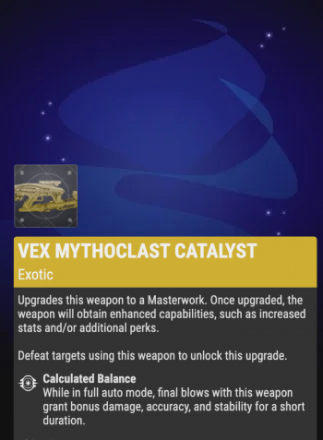 VEX MYTHOCLAST CATALYST
Exotic
Upgrades this weapon to a Masterwork. Once upgraded, the
weapon will obtain enhanced capabilities, such as increased
stats and/or additional perks.
Defeat targets using this weapon to unlock this upgrade.
Calculated Balance
While in full auto mode, final blows with this weapon
grant bonus damage, accuracy, and stability for a short
duration.